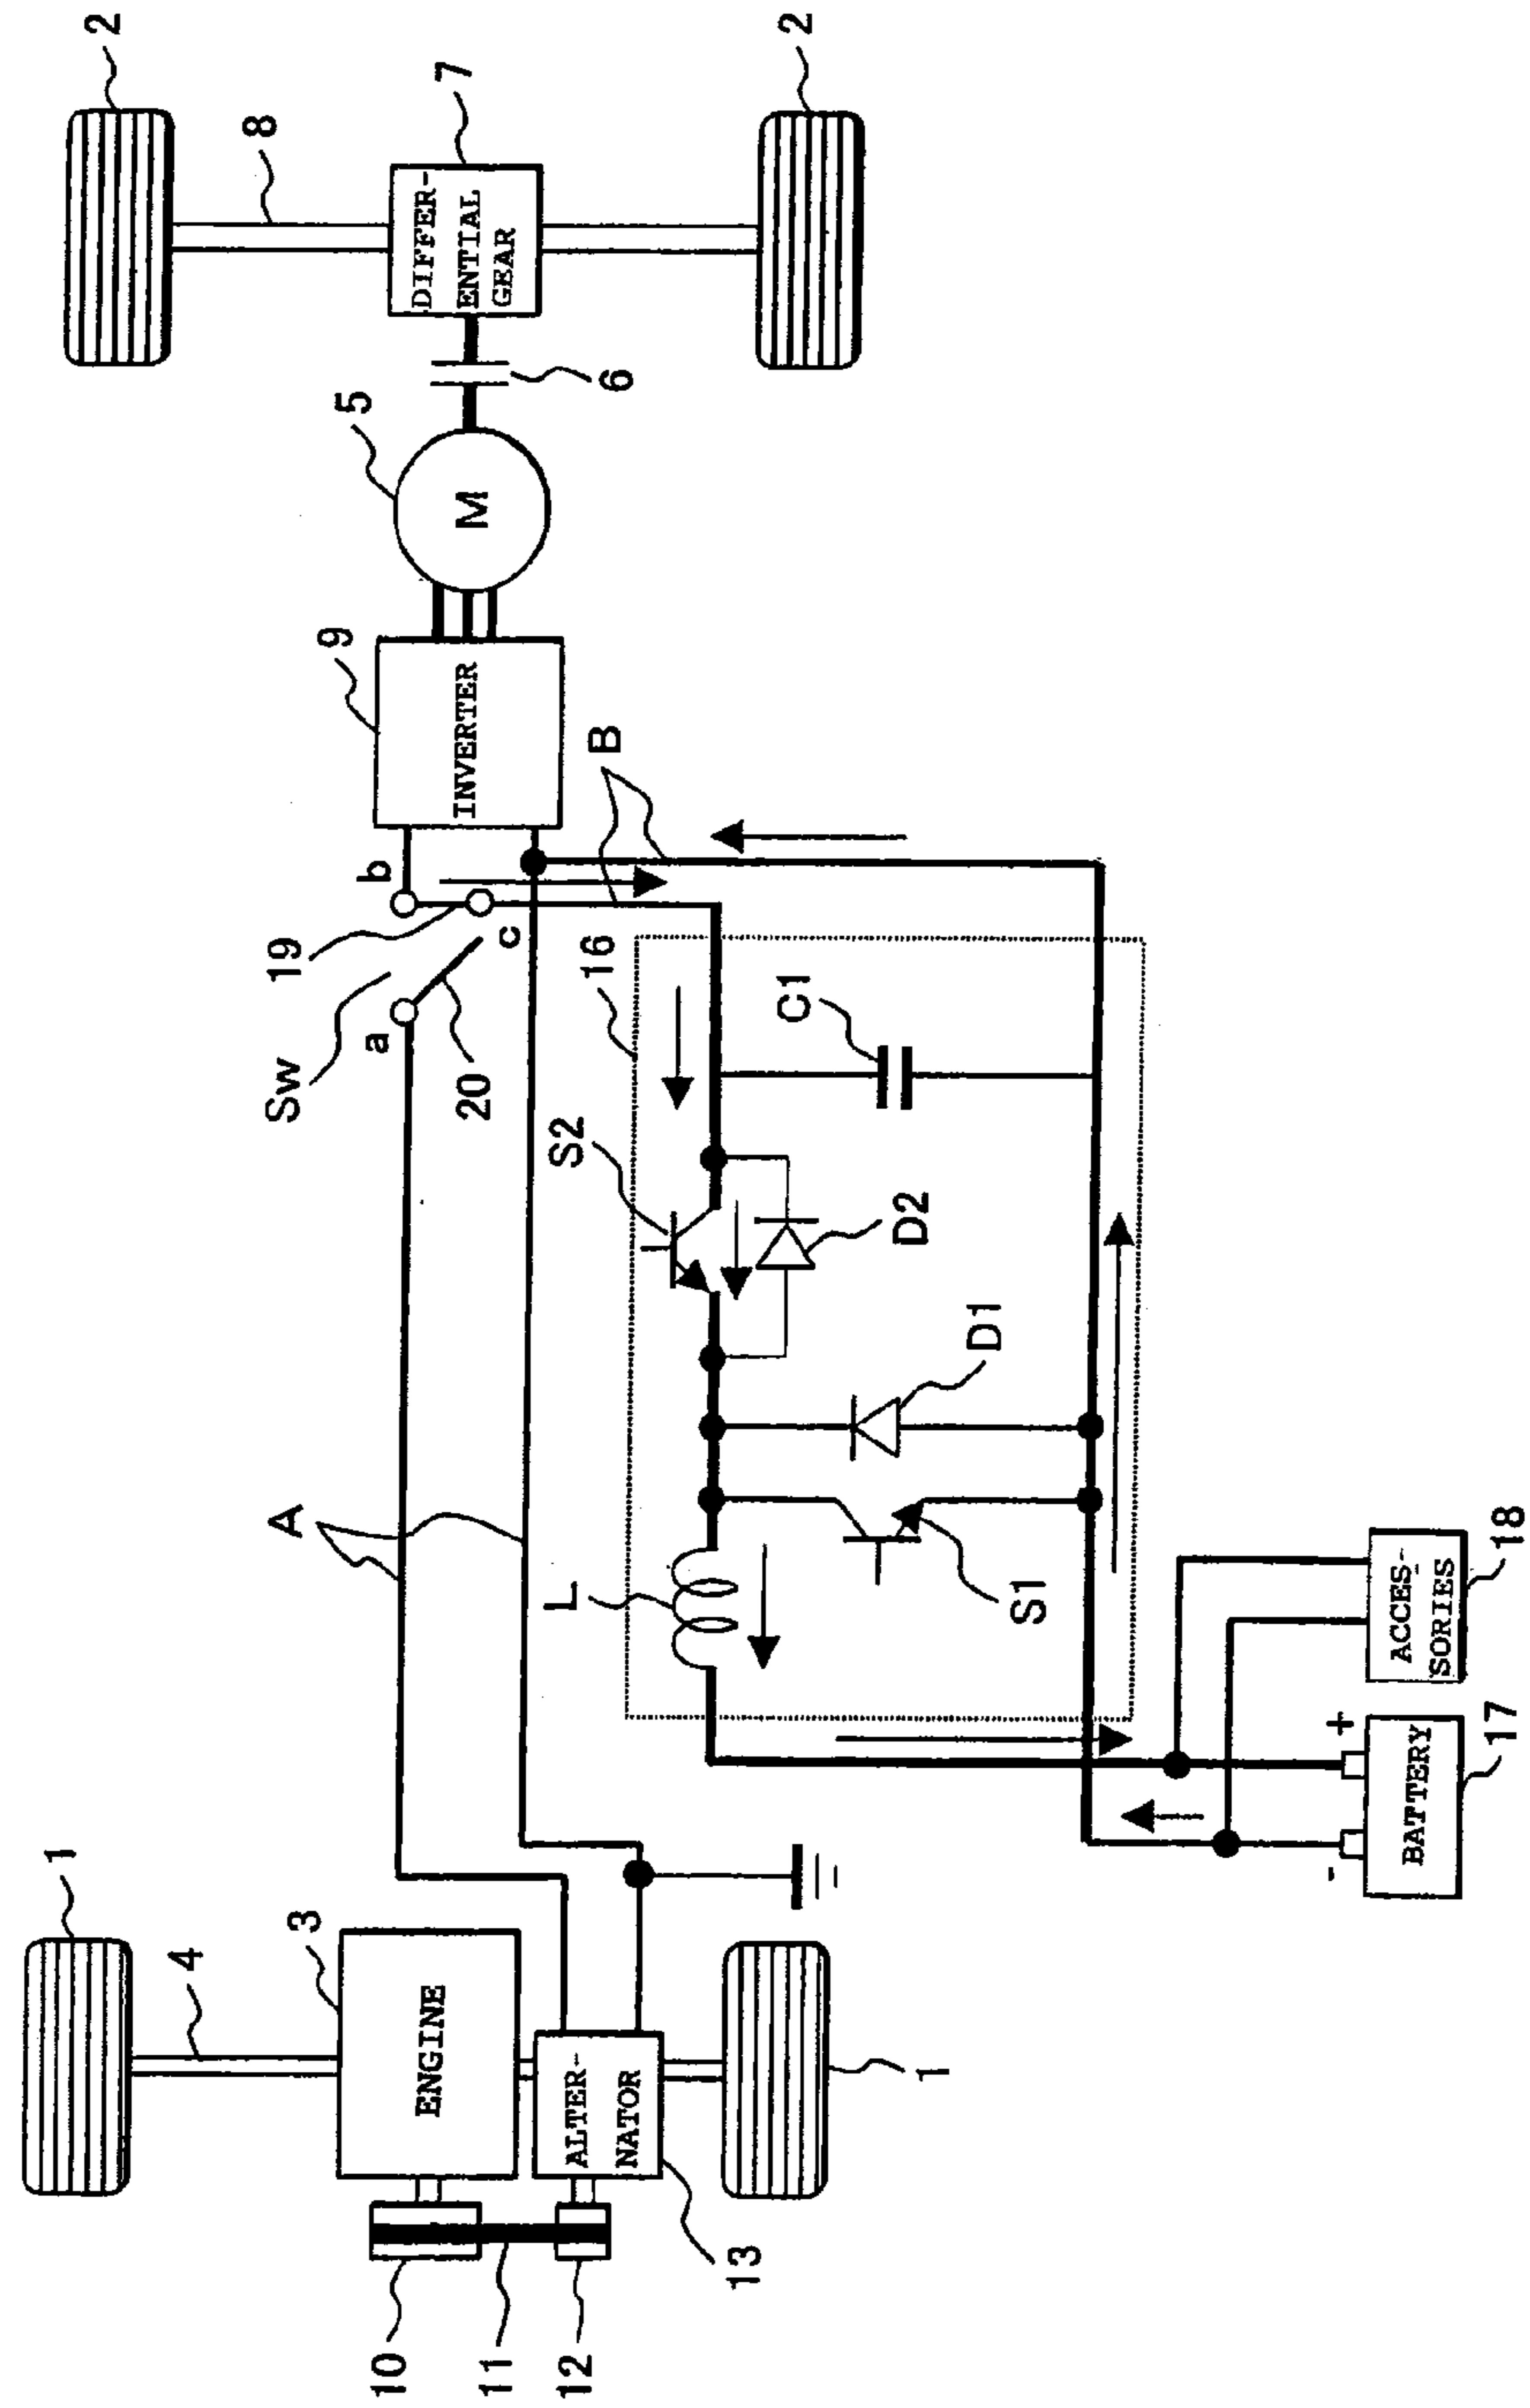 2
8
7
DIFFER-
ENTIAL
GEAR
2
6
5
M
9
INVERTER
B
b
19
c
Sw
a
20
16
C1
S2
D2
D1
A
L
S1
ACCES-
SORIES
18
+
-
BATTERY
17
1
4
3
ENGINE
ALTER-
NATOR
1
13
10
11
12